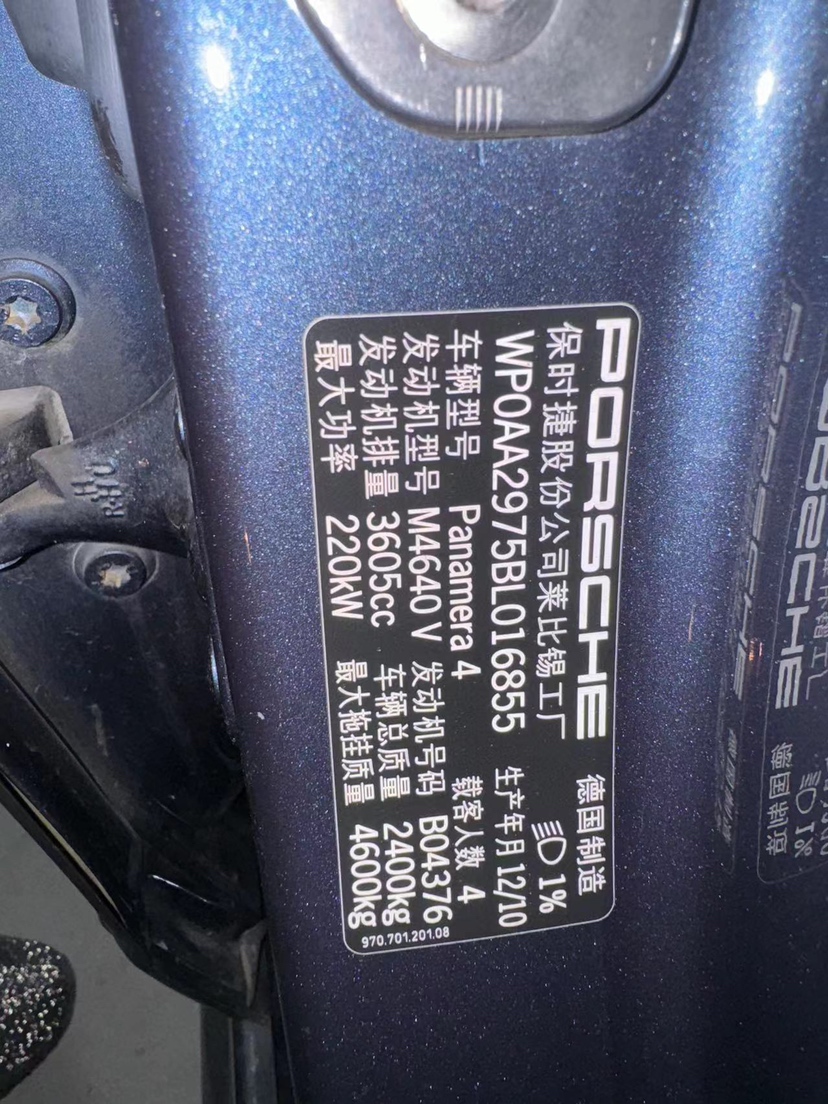 PORSCHE 德国制造
保时捷股份公司莱比锡工厂 1%
WP0AA2975BL016855 生产年月 12/10
车辆型号 Panamera 4 载客人数 4
发动机型号 M4640 V 发动机号码 B04376
发动机排量 3605cc 车辆总质量 2400kg
最大功率 220kW 最大拖挂质量 4600kg
970.701.201.08